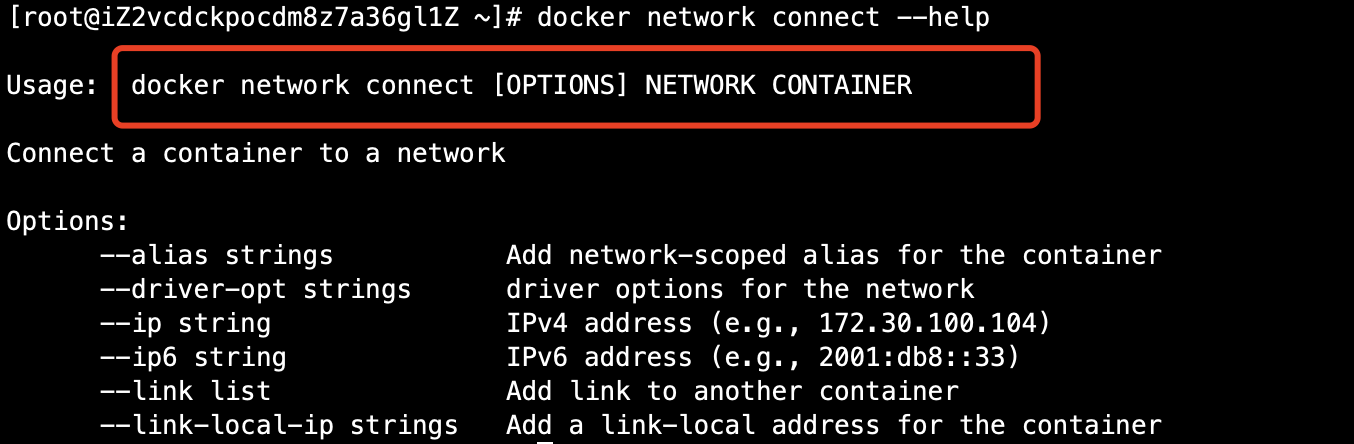 [root@iZ2vcdckpocdm8z7a36gl1Z ~]# docker network connect --help
Usage:  docker network connect [OPTIONS] NETWORK CONTAINER
Connect a container to a network
Options:
      --alias strings           Add network-scoped alias for the container
      --driver-opt strings      driver options for the network
      --ip string               IPv4 address (e.g., 172.30.100.104)
      --ip6 string              IPv6 address (e.g., 2001:db8::33)
      --link list               Add link to another container
      --link-local-ip strings   Add a link-local address for the container